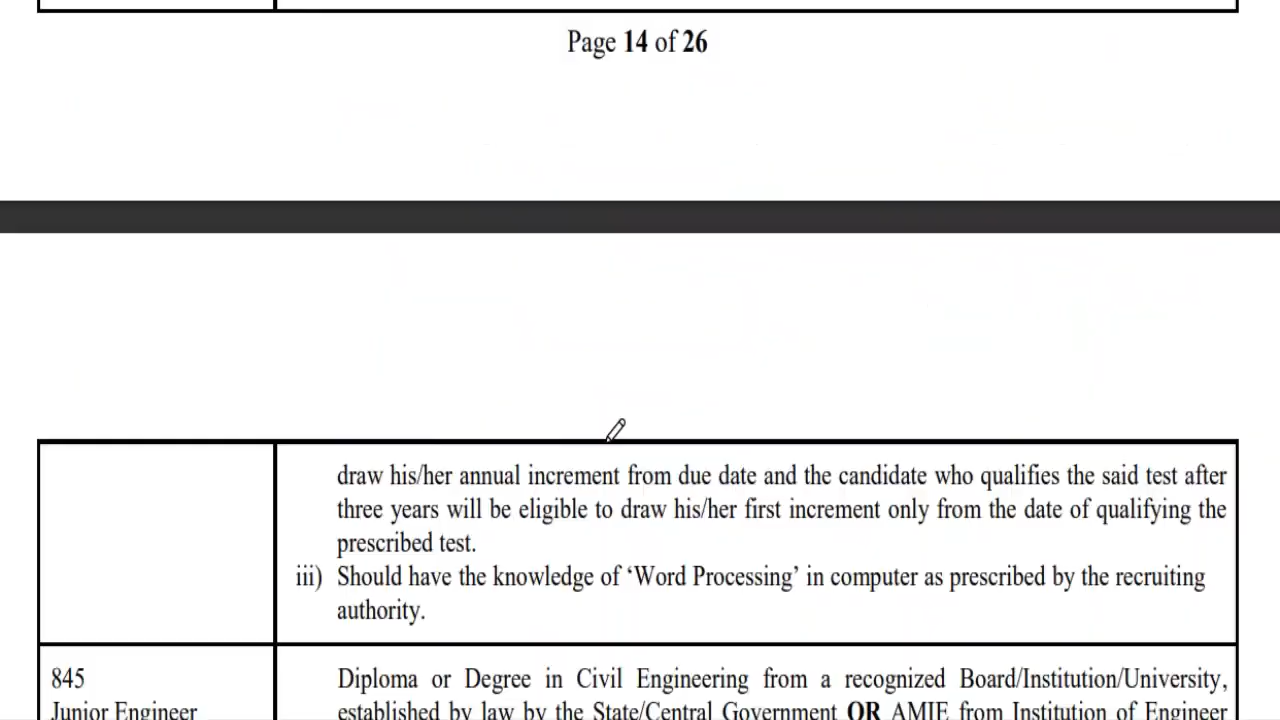 Page 14 of 26
draw his/her annual increment from due date and the candidate who qualifies the said test after
three years will be eligible to draw his/her first increment only from the date of qualifying the
prescribed test.
iii) Should have the knowledge of ‘Word Processing’ in computer as prescribed by the recruiting
authority.
845
Diploma or Degree in Civil Engineering from a recognized Board/Institution/University,
Junior Engineer
established by law by the State/Central Government OR AMIE from Institution of Engineer